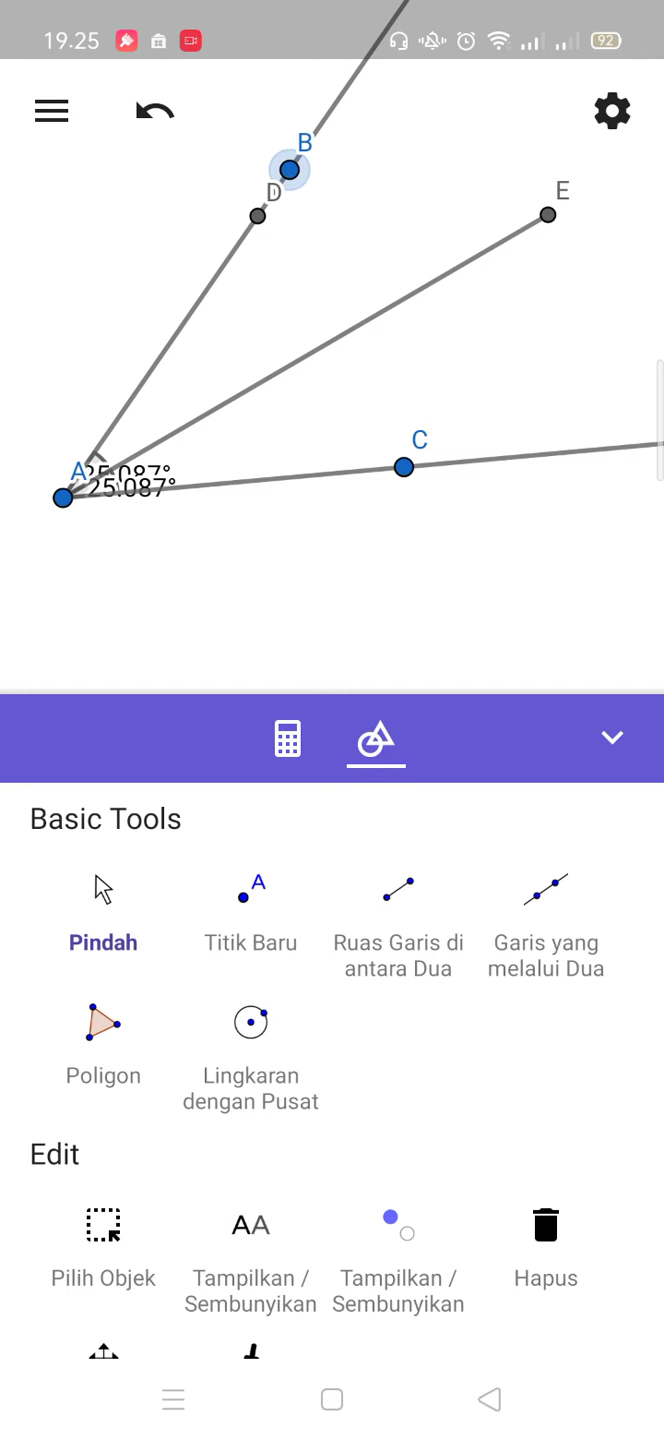 19.25
92
B
D
E
C
A
25.087°
25.087°
Basic Tools
A
Pindah
Titik Baru
Ruas Garis di
antara Dua
Garis yang
melalui Dua
Poligon
Lingkaran
dengan Pusat
Edit
AA
Pilih Objek
Tampilkan /
Sembunyikan
Tampilkan /
Sembunyikan
Hapus